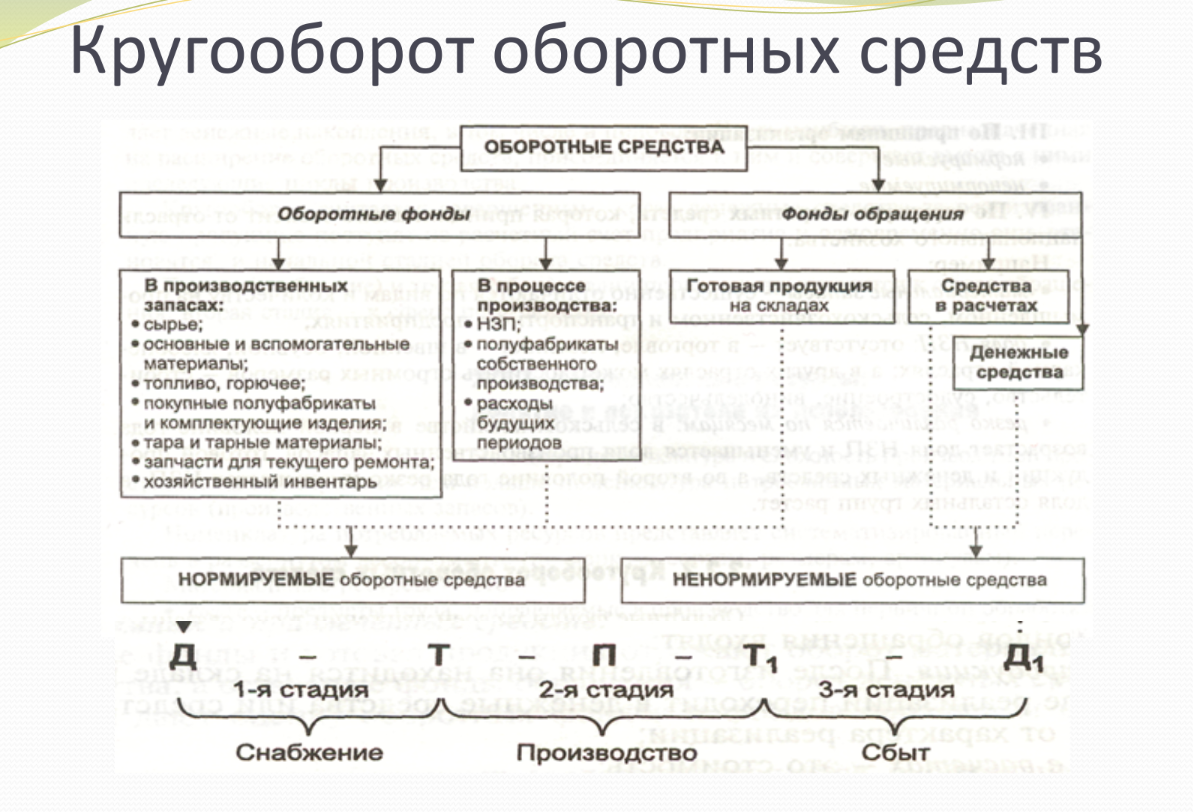 Кругооборот оборотных средств
ОБОРОТНЫЕ СРЕДСТВА
Оборотные фонды
Фонды обращения
В производственных
запасах:
• сырье;
• основные и вспомогательные
материалы;
• топливо, горючее;
• покупные полуфабрикаты
и комплектующие изделия;
• тара и тарные материалы;
• запчасти для текущего ремонта;
• хозяйственный инвентарь
В процессе
производства:
• НЗП;
• полуфабрикаты
собственного
производства;
• расходы
будущих
периодов
Готовая продукция
на складах
Средства
в расчетах
Денежные
средства
НОРМИРУЕМЫЕ оборотные средства
НЕНОРМИРУЕМЫЕ оборотные средства
Д – Т – П – Т₁ – Д₁
1-я стадия 2-я стадия 3-я стадия
Снабжение Производство Сбыт